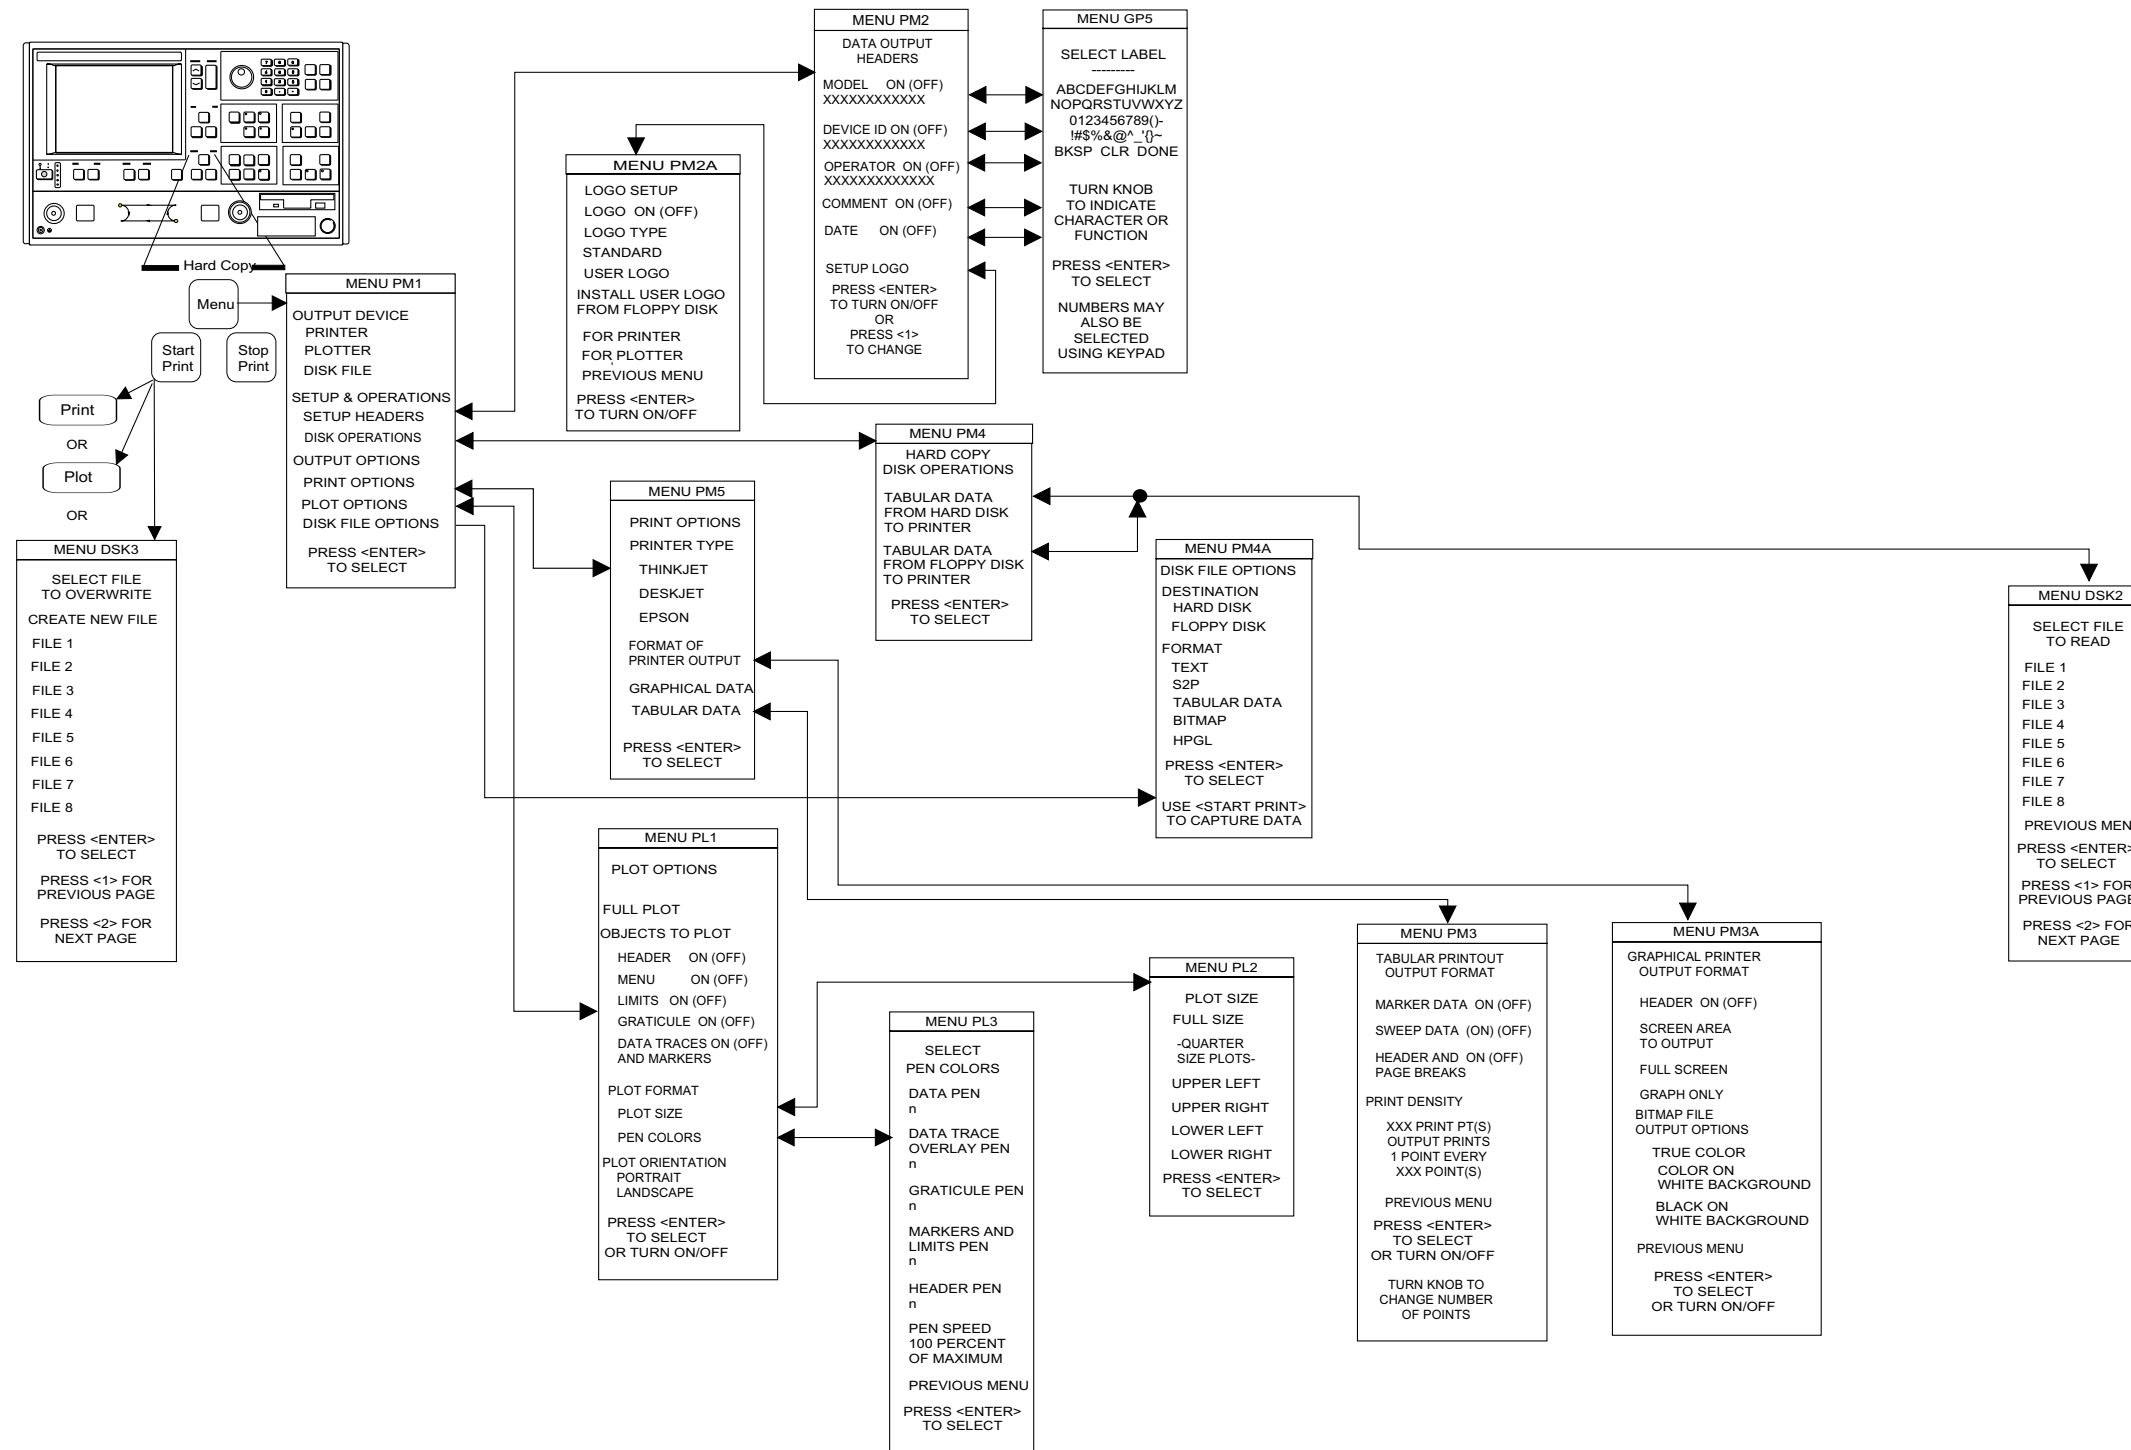 Hard Copy
Menu
Start
Print
Stop
Print
Print
OR
Plot
OR
MENU DSK3
SELECT FILE
TO OVERWRITE
CREATE NEW FILE
FILE 1
FILE 2
FILE 3
FILE 4
FILE 5
FILE 6
FILE 7
FILE 8
PRESS <ENTER>
TO SELECT
PRESS <1> FOR
PREVIOUS PAGE
PRESS <2> FOR
NEXT PAGE
MENU PM1
OUTPUT DEVICE
PRINTER
PLOTTER
DISK FILE
SETUP & OPERATIONS
SETUP HEADERS
DISK OPERATIONS
OUTPUT OPTIONS
PRINT OPTIONS
PLOT OPTIONS
DISK FILE OPTIONS
PRESS <ENTER>
TO SELECT
MENU PM2A
LOGO SETUP
LOGO ON (OFF)
LOGO TYPE
STANDARD
USER LOGO
INSTALL USER LOGO
FROM FLOPPY DISK
FOR PRINTER
FOR PLOTTER
PREVIOUS MENU
PRESS <ENTER>
TO TURN ON/OFF
MENU PM2
DATA OUTPUT
HEADERS
MODEL ON (OFF)
XXXXXXXXXXXX
DEVICE ID ON (OFF)
XXXXXXXXXXXX
OPERATOR ON (OFF)
XXXXXXXXXXXXX
COMMENT ON (OFF)
DATE ON (OFF)
SETUP LOGO
PRESS <ENTER>
TO TURN ON/OFF
OR
PRESS <1>
TO CHANGE
MENU GP5
SELECT LABEL
---------
ABCDEFGHIJKLM
NOPQRSTUVWXYZ
0123456789()-
!#$%&@^_'{}~
BKSP CLR DONE
TURN KNOB
TO INDICATE
CHARACTER OR
FUNCTION
PRESS <ENTER>
TO SELECT
NUMBERS MAY
ALSO BE
SELECTED
USING KEYPAD
MENU PM4
HARD COPY
DISK OPERATIONS
TABULAR DATA
FROM HARD DISK
TO PRINTER
TABULAR DATA
FROM FLOPPY DISK
TO PRINTER
PRESS <ENTER>
TO SELECT
MENU PM5
PRINT OPTIONS
PRINTER TYPE
THINKJET
DESKJET
EPSON
FORMAT OF
PRINTER OUTPUT
GRAPHICAL DATA
TABULAR DATA
PRESS <ENTER>
TO SELECT
MENU PM4A
DISK FILE OPTIONS
DESTINATION
HARD DISK
FLOPPY DISK
FORMAT
TEXT
S2P
TABULAR DATA
BITMAP
HPGL
PRESS <ENTER>
TO SELECT
USE <START PRINT>
TO CAPTURE DATA
MENU DSK2
SELECT FILE
TO READ
FILE 1
FILE 2
FILE 3
FILE 4
FILE 5
FILE 6
FILE 7
FILE 8
PREVIOUS MEN
PRESS <ENTER>
TO SELECT
PRESS <1> FOR
PREVIOUS PAGE
PRESS <2> FOR
NEXT PAGE
MENU PL1
PLOT OPTIONS
FULL PLOT
OBJECTS TO PLOT
HEADER ON (OFF)
MENU ON (OFF)
LIMITS ON (OFF)
GRATICULE ON (OFF)
DATA TRACES ON (OFF)
AND MARKERS
PLOT FORMAT
PLOT SIZE
PEN COLORS
PLOT ORIENTATION
PORTRAIT
LANDSCAPE
PRESS <ENTER>
TO SELECT
OR TURN ON/OFF
MENU PL3
SELECT
PEN COLORS
DATA PEN
n
DATA TRACE
OVERLAY PEN
n
GRATICULE PEN
n
MARKERS AND
LIMITS PEN
n
HEADER PEN
n
PEN SPEED
100 PERCENT
OF MAXIMUM
PREVIOUS MENU
PRESS <ENTER>
TO SELECT
MENU PL2
PLOT SIZE
FULL SIZE
-QUARTER
SIZE PLOTS-
UPPER LEFT
UPPER RIGHT
LOWER LEFT
LOWER RIGHT
PRESS <ENTER>
TO SELECT
MENU PM3
TABULAR PRINTOUT
OUTPUT FORMAT
MARKER DATA ON (OFF)
SWEEP DATA (ON) (OFF)
HEADER AND ON (OFF)
PAGE BREAKS
PRINT DENSITY
XXX PRINT PT(S)
OUTPUT PRINTS
1 POINT EVERY
XXX POINT(S)
PREVIOUS MENU
PRESS <ENTER>
TO SELECT
OR TURN ON/OFF
TURN KNOB TO
CHANGE NUMBER
OF POINTS
MENU PM3A
GRAPHICAL PRINTER
OUTPUT FORMAT
HEADER ON (OFF)
SCREEN AREA
TO OUTPUT
FULL SCREEN
GRAPH ONLY
BITMAP FILE
OUTPUT OPTIONS
TRUE COLOR
COLOR ON
WHITE BACKGROUND
BLACK ON
WHITE BACKGROUND
PREVIOUS MENU
PRESS <ENTER>
TO SELECT
OR TURN ON/OFF